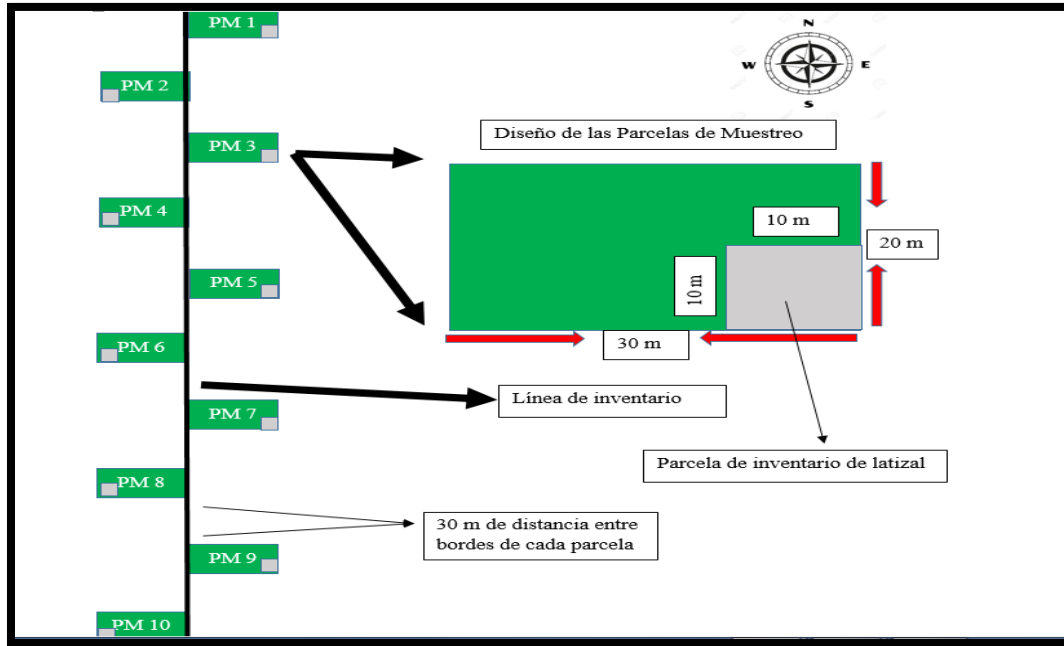 PM 1
PM 2
PM 3
PM 4
PM 5
PM 6
PM 7
PM 8
PM 9
PM 10
N
W
E
S
Diseño de las Parcelas de Muestreo
10 m
20 m
10 m
30 m
Línea de inventario
Parcela de inventario de latizal
30 m de distancia entre
bordes de cada parcela